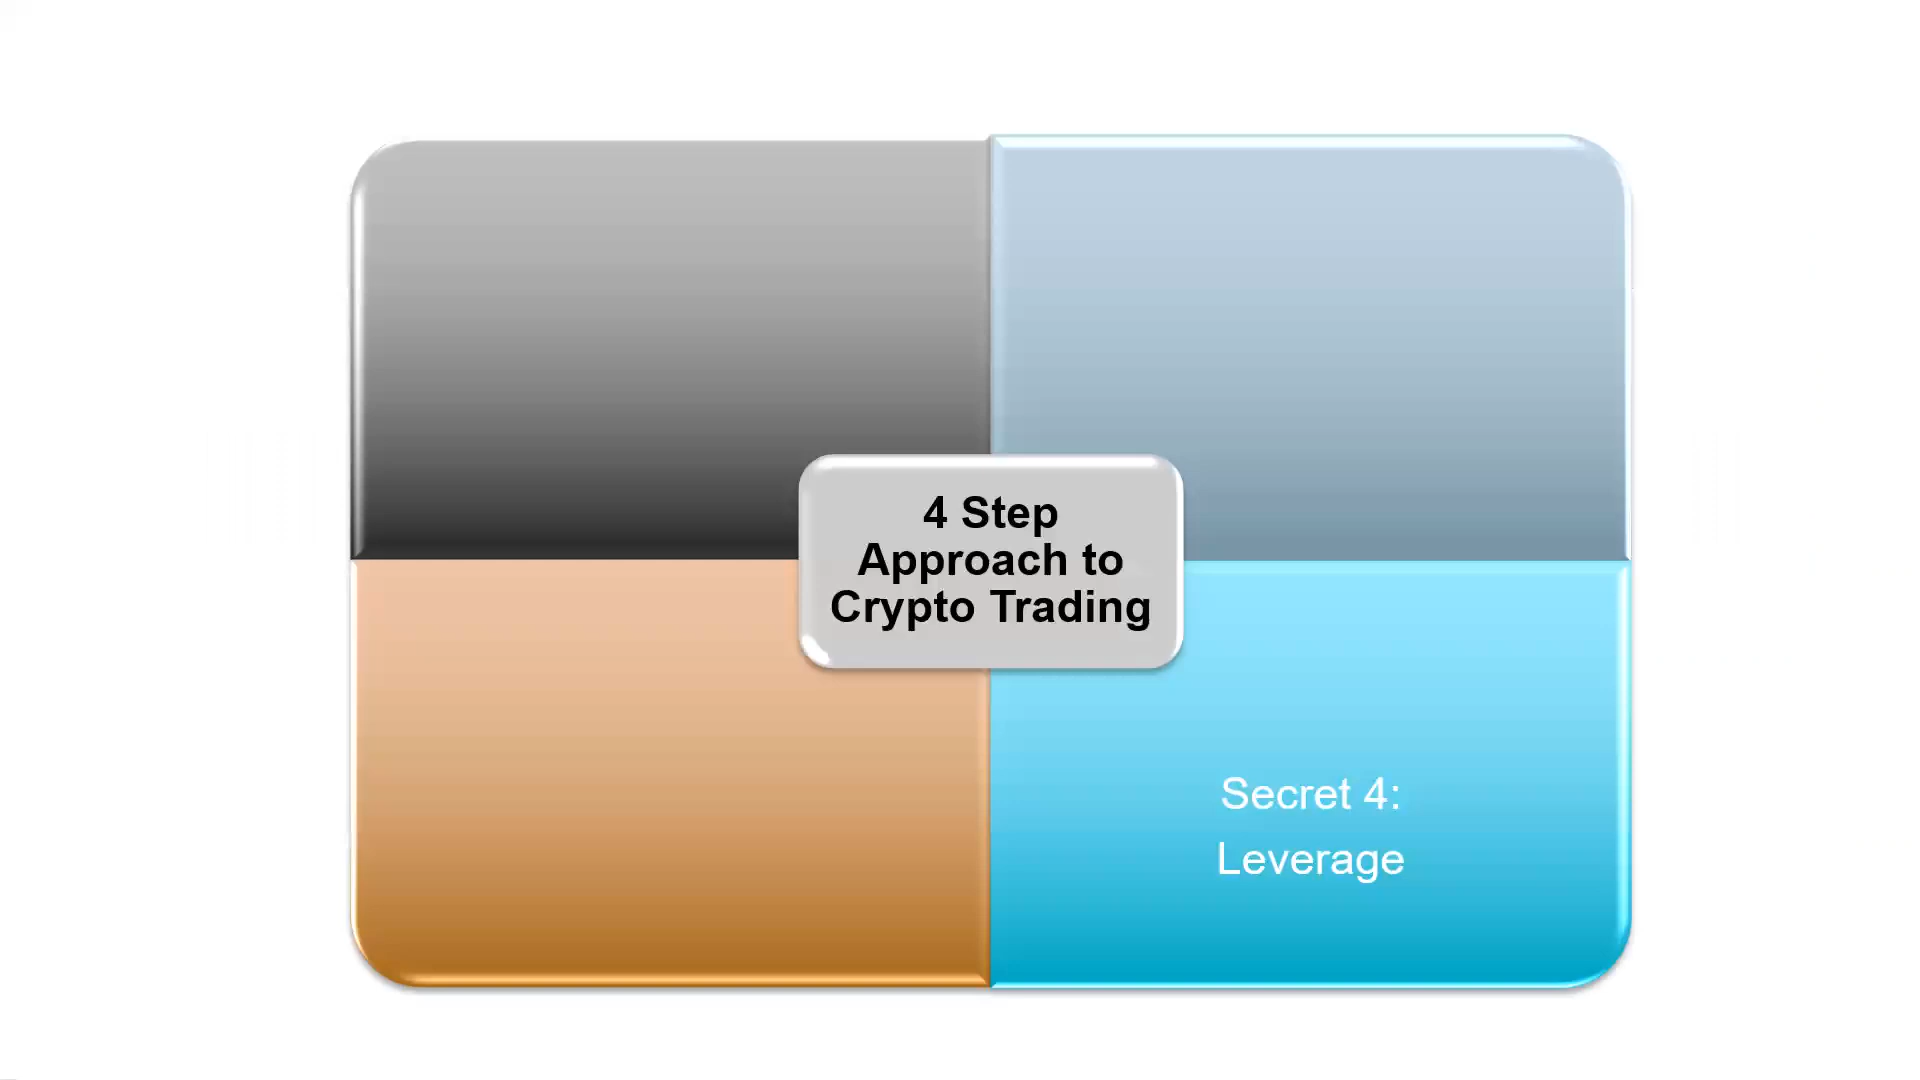 4 Step
Approach to
Crypto Trading
Secret 4:
Leverage